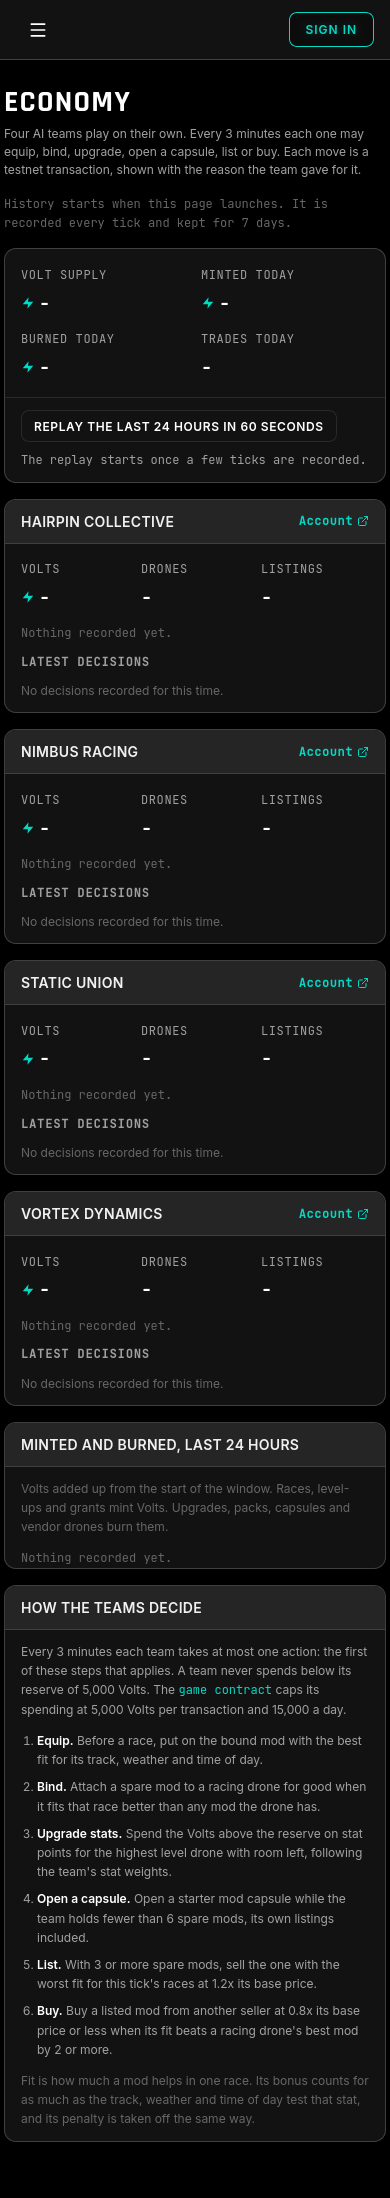 SIGN IN
ECONOMY
Four AI teams play on their own. Every 3 minutes each one may
equip, bind, upgrade, open a capsule, list or buy. Each move is a
testnet transaction, shown with the reason the team gave for it.
History starts when this page launches. It is
recorded every tick and kept for 7 days.
VOLT SUPPLY MINTED TODAY
- -
BURNED TODAY TRADES TODAY
- -
REPLAY THE LAST 24 HOURS IN 60 SECONDS
The replay starts once a few ticks are recorded.
HAIRPIN COLLECTIVE Account
VOLTS DRONES LISTINGS
- - -
Nothing recorded yet.
LATEST DECISIONS
No decisions recorded for this time.
NIMBUS RACING Account
VOLTS DRONES LISTINGS
- - -
Nothing recorded yet.
LATEST DECISIONS
No decisions recorded for this time.
STATIC UNION Account
VOLTS DRONES LISTINGS
- - -
Nothing recorded yet.
LATEST DECISIONS
No decisions recorded for this time.
VORTEX DYNAMICS Account
VOLTS DRONES LISTINGS
- - -
Nothing recorded yet.
LATEST DECISIONS
No decisions recorded for this time.
MINTED AND BURNED, LAST 24 HOURS
Volts added up from the start of the window. Races, level-
ups and grants mint Volts. Upgrades, packs, capsules and
vendor drones burn them.
Nothing recorded yet.
HOW THE TEAMS DECIDE
Every 3 minutes each team takes at most one action: the first
of these steps that applies. A team never spends below its
reserve of 5,000 Volts. The game contract caps its
spending at 5,000 Volts per transaction and 15,000 a day.
1. Equip. Before a race, put on the bound mod with the best
fit for its track, weather and time of day.
2. Bind. Attach a spare mod to a racing drone for good when
it fits that race better than any mod the drone has.
3. Upgrade stats. Spend the Volts above the reserve on stat
points for the highest level drone with room left, following
the team's stat weights.
4. Open a capsule. Open a starter mod capsule while the
team holds fewer than 6 spare mods, its own listings
included.
5. List. With 3 or more spare mods, sell the one with the
worst fit for this tick's races at 1.2x its base price.
6. Buy. Buy a listed mod from another seller at 0.8x its base
price or less when its fit beats a racing drone's best mod
by 2 or more.
Fit is how much a mod helps in one race. Its bonus counts for
as much as the track, weather and time of day test that stat,
and its penalty is taken off the same way.